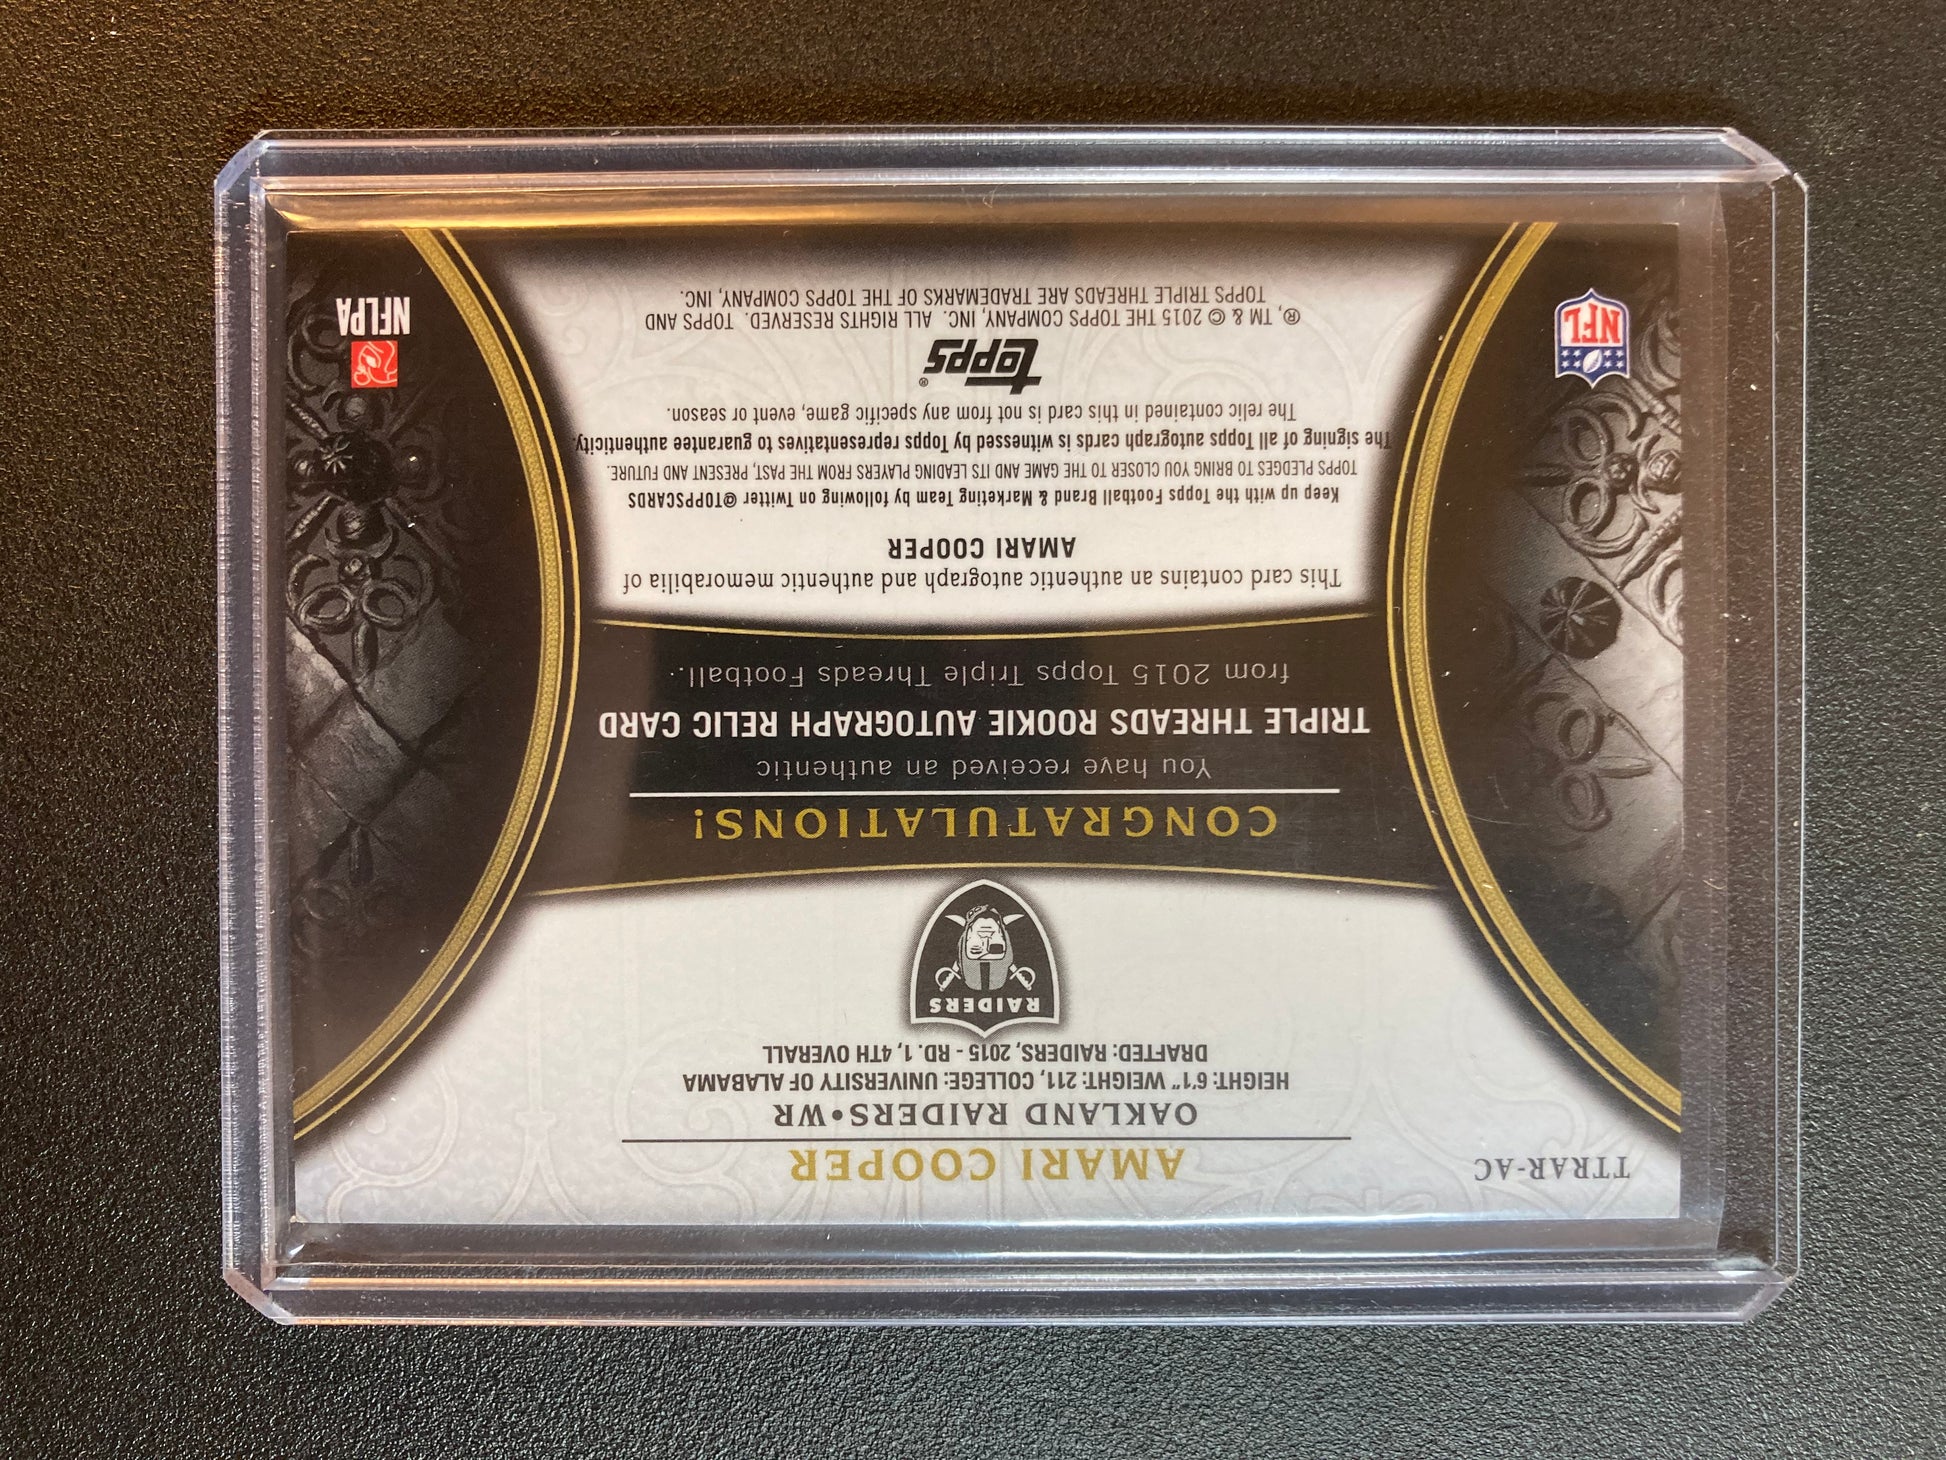 TTRAR-AC
AMARI COOPER
OAKLAND RAIDERS•WR
HEIGHT: 6'1" WEIGHT: 211, COLLEGE: UNIVERSITY OF ALABAMA
DRAFTED: RAIDERS, 2015 - RD. 1, 4TH OVERALL
RAIDERS
CONGRATULATIONS!
You have received an authentic
TRIPLE THREADS ROOKIE AUTOGRAPH RELIC CARD
from 2015 Topps Triple Threads Football.
This card contains an authentic autograph and authentic memorabilia of
AMARI COOPER
Keep up with the Topps Football Brand & Marketing Team by following on Twitter @TOPPSCARDS
TOPPS PLEDGES TO BRING YOU CLOSER TO THE GAME AND ITS LEADING PLAYERS FROM THE PAST, PRESENT AND FUTURE.
The signing of all Topps autograph cards is witnessed by Topps representatives to guarantee authenticity.
The relic contained in this card is not from any specific game, event or season.
topps®
®, TM & © 2015 THE TOPPS COMPANY, INC. ALL RIGHTS RESERVED. TOPPS AND
TOPPS TRIPLE THREADS ARE TRADEMARKS OF THE TOPPS COMPANY, INC.
NFL
NFLPA